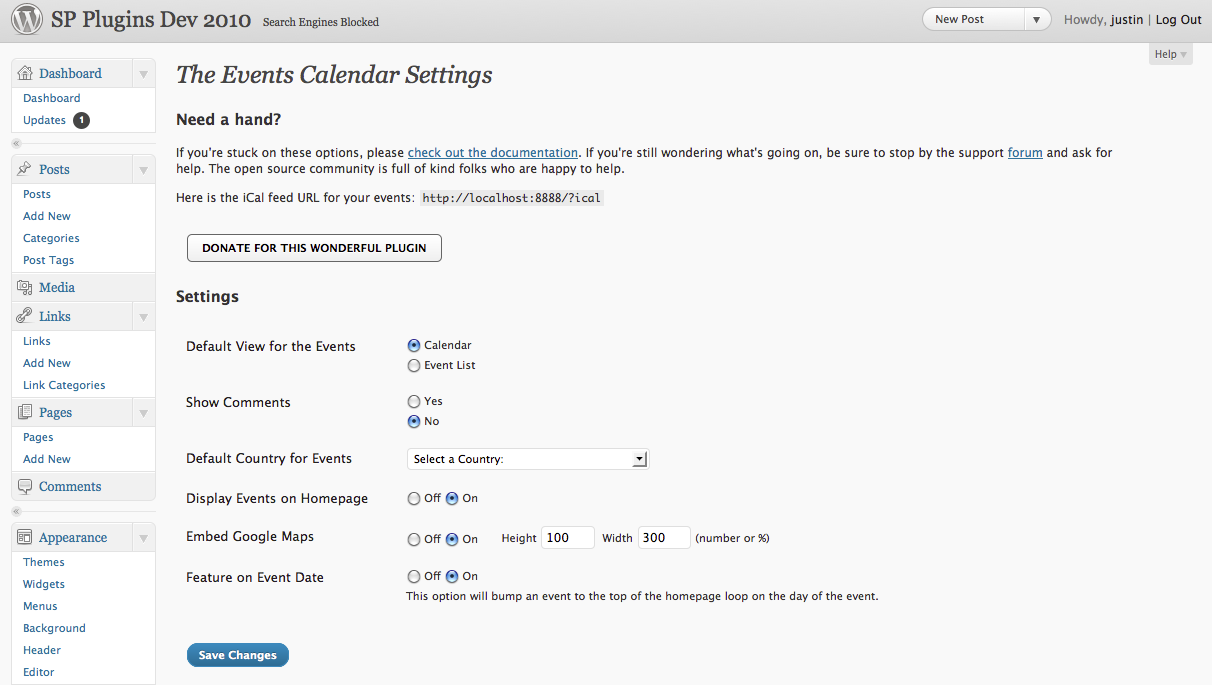 SP Plugins Dev 2010 Search Engines Blocked
New Post Howdy, justin | Log Out
Help
Dashboard
Dashboard
Updates 1
Posts
Posts
Add New
Categories
Post Tags
Media
Links
Links
Add New
Link Categories
Pages
Pages
Add New
Comments
Appearance
Themes
Widgets
Menus
Background
Header
Editor
The Events Calendar Settings
Need a hand?
If you're stuck on these options, please check out the documentation. If you're still wondering what's going on, be sure to stop by the support forum and ask for
help. The open source community is full of kind folks who are happy to help.
Here is the iCal feed URL for your events: http://localhost:8888/?ical
DONATE FOR THIS WONDERFUL PLUGIN
Settings
Default View for the Events Calendar
Event List
Show Comments Yes
No
Default Country for Events Select a Country:
Display Events on Homepage Off On
Embed Google Maps Off On Height 100 Width 300 (number or %)
Feature on Event Date Off On
This option will bump an event to the top of the homepage loop on the day of the event.
Save Changes